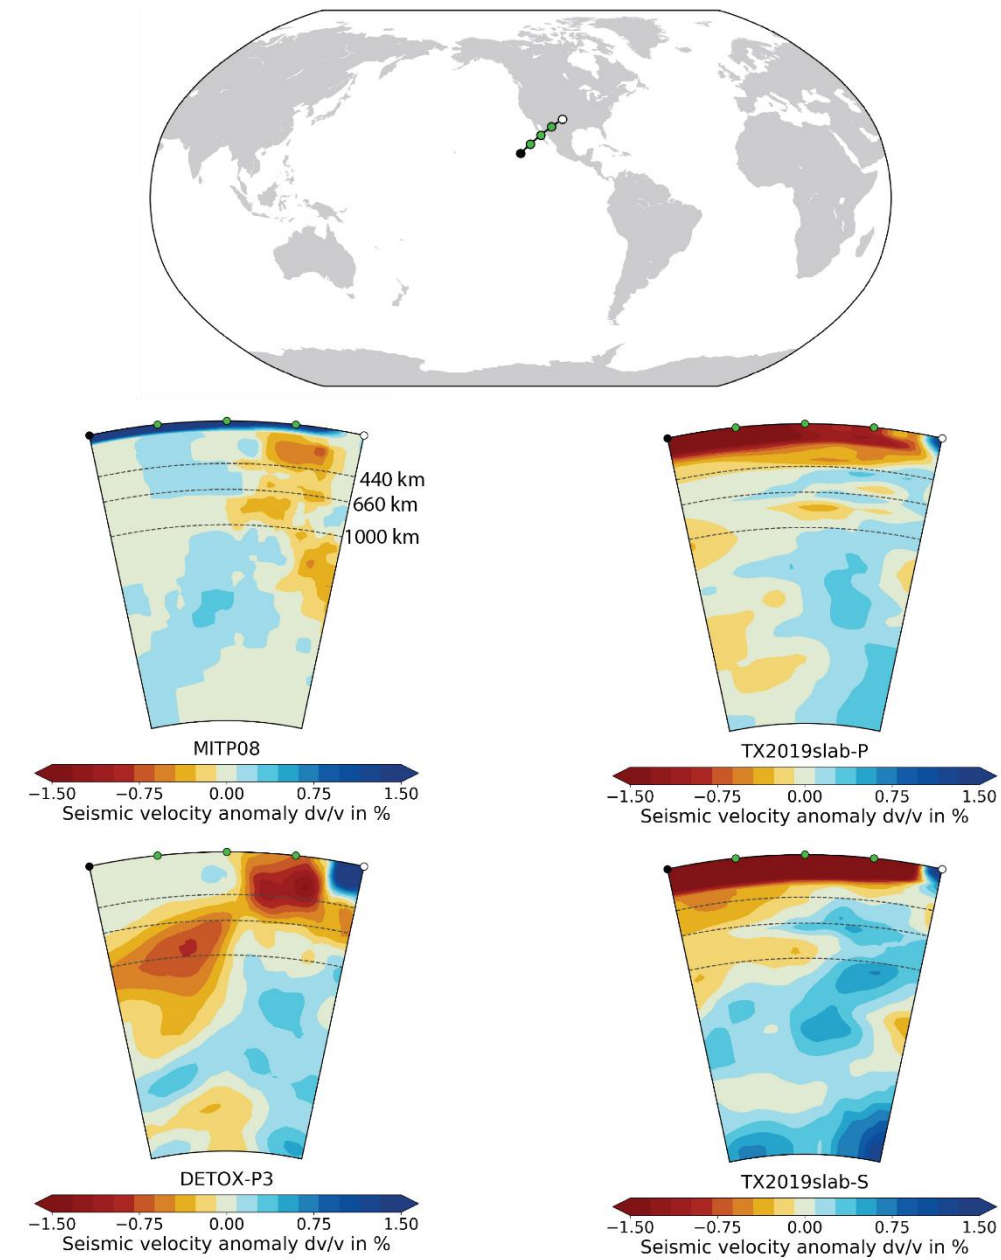 440 km
660 km
1000 km
MITP08
−1.50 −0.75 0.00 0.75 1.50
Seismic velocity anomaly dv/v in %
TX2019slab-P
−1.50 −0.75 0.00 0.75 1.50
Seismic velocity anomaly dv/v in %
DETOX-P3
−1.50 −0.75 0.00 0.75 1.50
Seismic velocity anomaly dv/v in %
TX2019slab-S
−1.50 −0.75 0.00 0.75 1.50
Seismic velocity anomaly dv/v in %